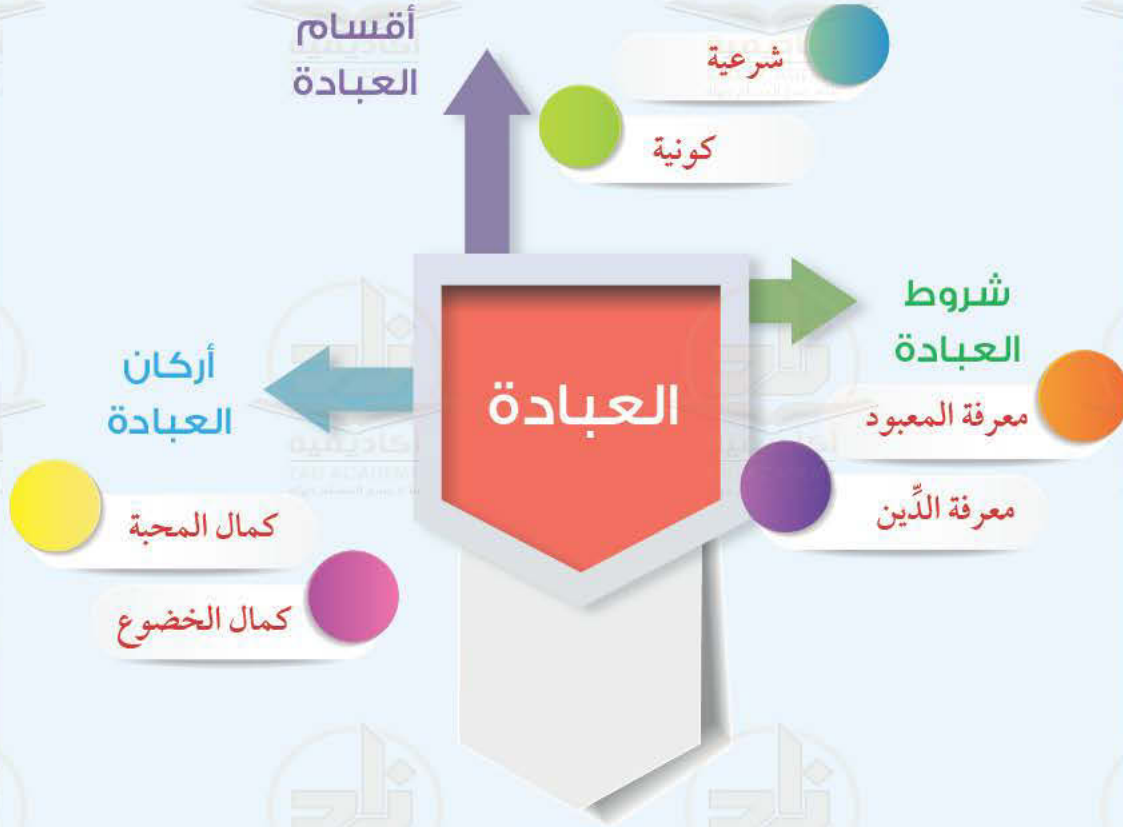 أقسام
العبادة
شرعية
كونية
شروط
العبادة
معرفة المعبود
معرفة الدِّين
العبادة
أركان
العبادة
كمال المحبة
كمال الخضوع